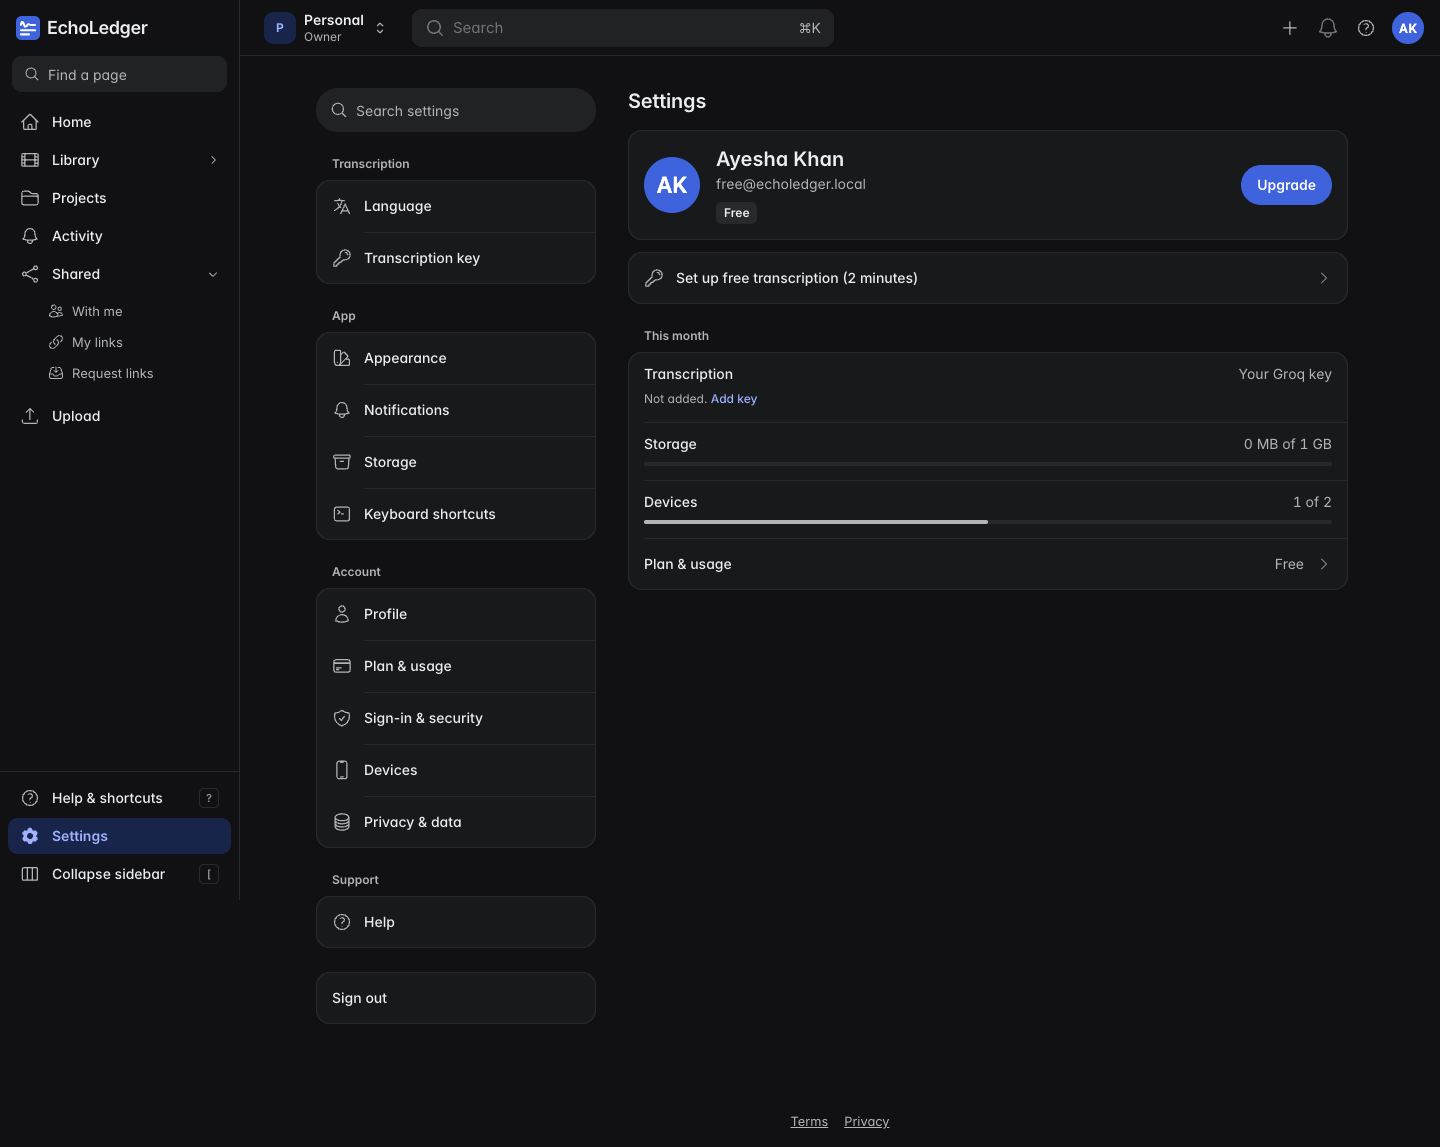 EchoLedger
Find a page
Home
Library
Projects
Activity
Shared
With me
My links
Request links
Upload
Help & shortcuts ?
Settings
Collapse sidebar [
P Personal
Owner
Search ⌘K
AK
Search settings
Transcription
Language
Transcription key
App
Appearance
Notifications
Storage
Keyboard shortcuts
Account
Profile
Plan & usage
Sign-in & security
Devices
Privacy & data
Support
Help
Sign out
Settings
AK
Ayesha Khan
free@echoledger.local
Free
Upgrade
Set up free transcription (2 minutes)
This month
Transcription Your Groq key
Not added. Add key
Storage 0 MB of 1 GB
Devices 1 of 2
Plan & usage Free
Terms Privacy